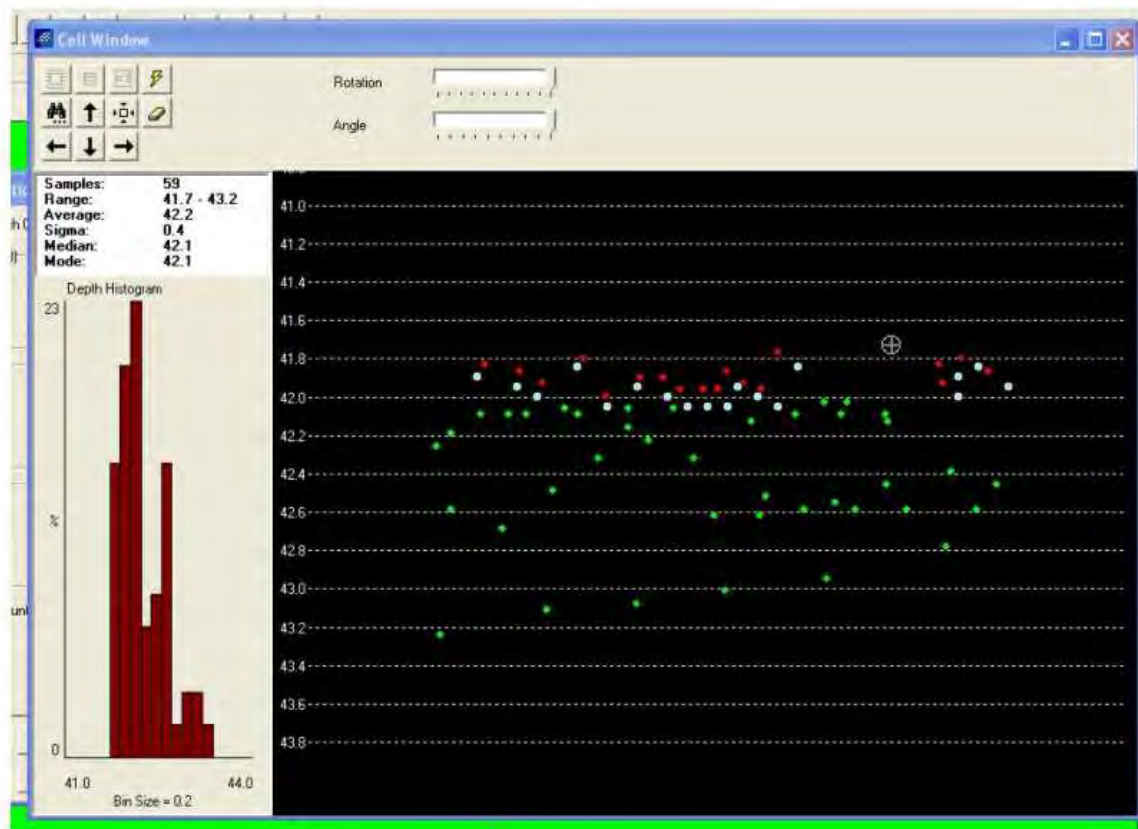 Cell Window
Rotation
Angle
Samples: 59
Range: 41.7 - 43.2
Average: 42.2
Sigma: 0.4
Median: 42.1
Mode: 42.1
Depth Histogram
23
%
0
41.0 44.0
Bin Size = 0.2
41.0
41.2
41.4
41.6
41.8
42.0
42.2
42.4
42.6
42.8
43.0
43.2
43.4
43.6
43.8